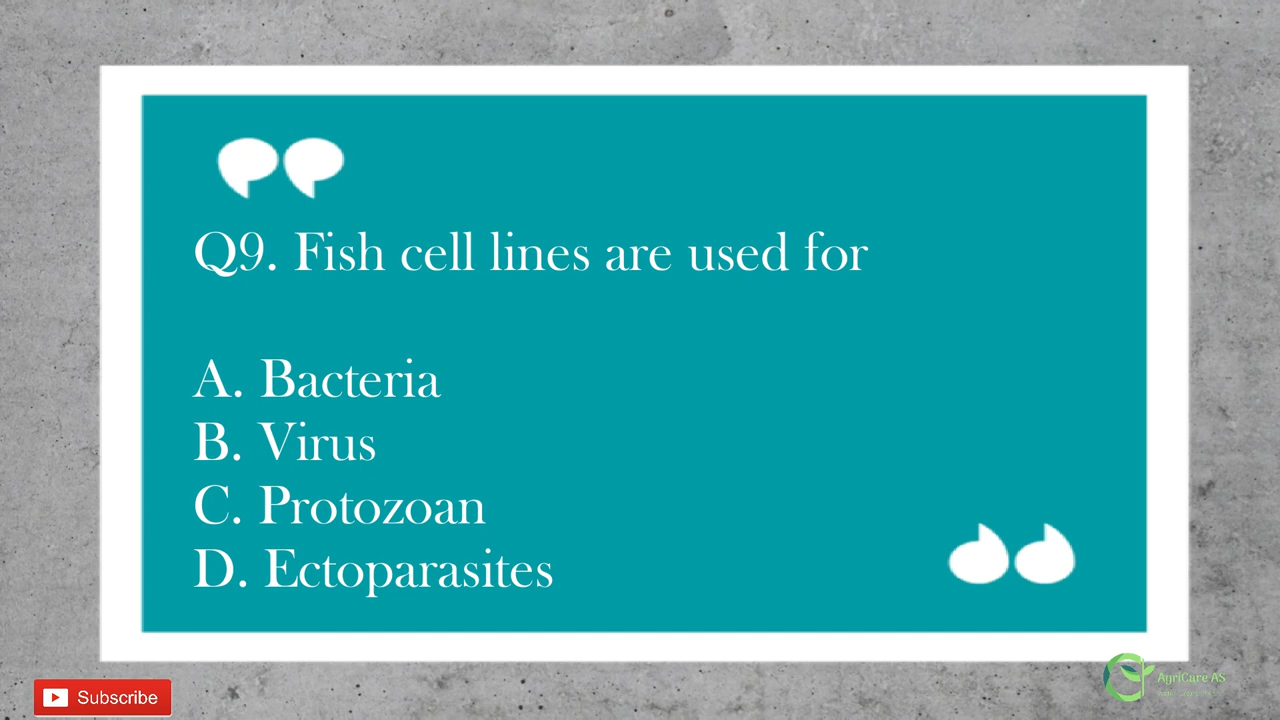 Q9. Fish cell lines are used for
A. Bacteria
B. Virus
C. Protozoan
D. Ectoparasites
Subscribe
AgriCare AS